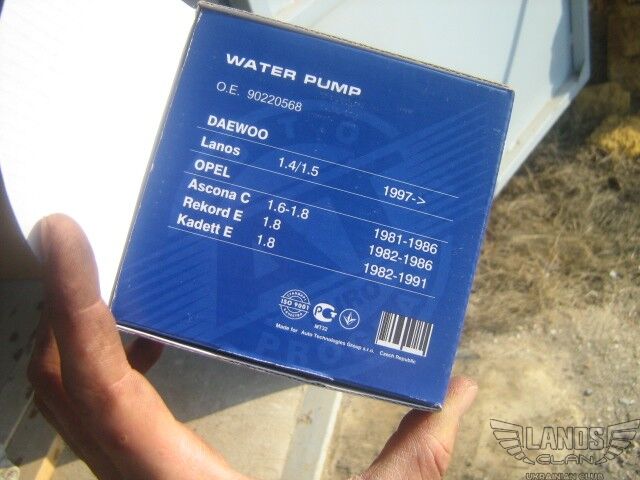 WATER PUMP
O.E. 90220568
DAEWOO
Lanos 1.4/1.5 1997->
OPEL
Ascona C 1.6-1.8 1981-1986
Rekord E 1.8 1982-1986
Kadett E 1.8 1982-1991
ISO 9001
MT32
Made for Auto Technologies Group s.r.o. Czech Republic
LANOS
CLAN
UKRAINIAN CLUB